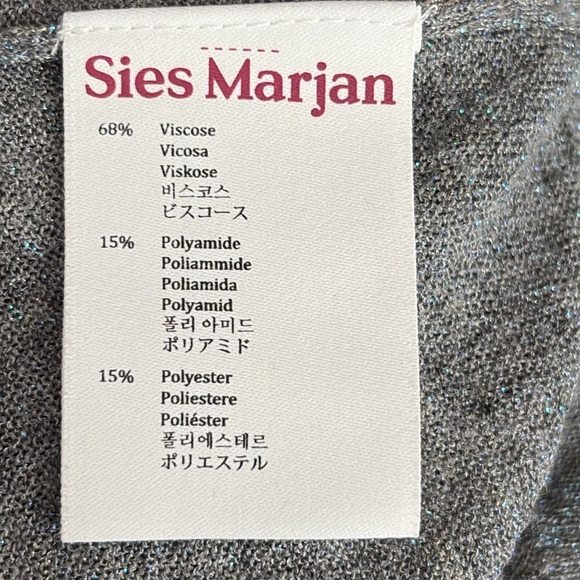 Sies Marjan
68% Viscose
Vicosa
Viskose
비스코스
ビスコース
15% Polyamide
Poliammide
Poliamida
Polyamid
폴리 아미드
ポリアミド
15% Polyester
Poliestere
Poliéster
폴리에스테르
ポリエステル